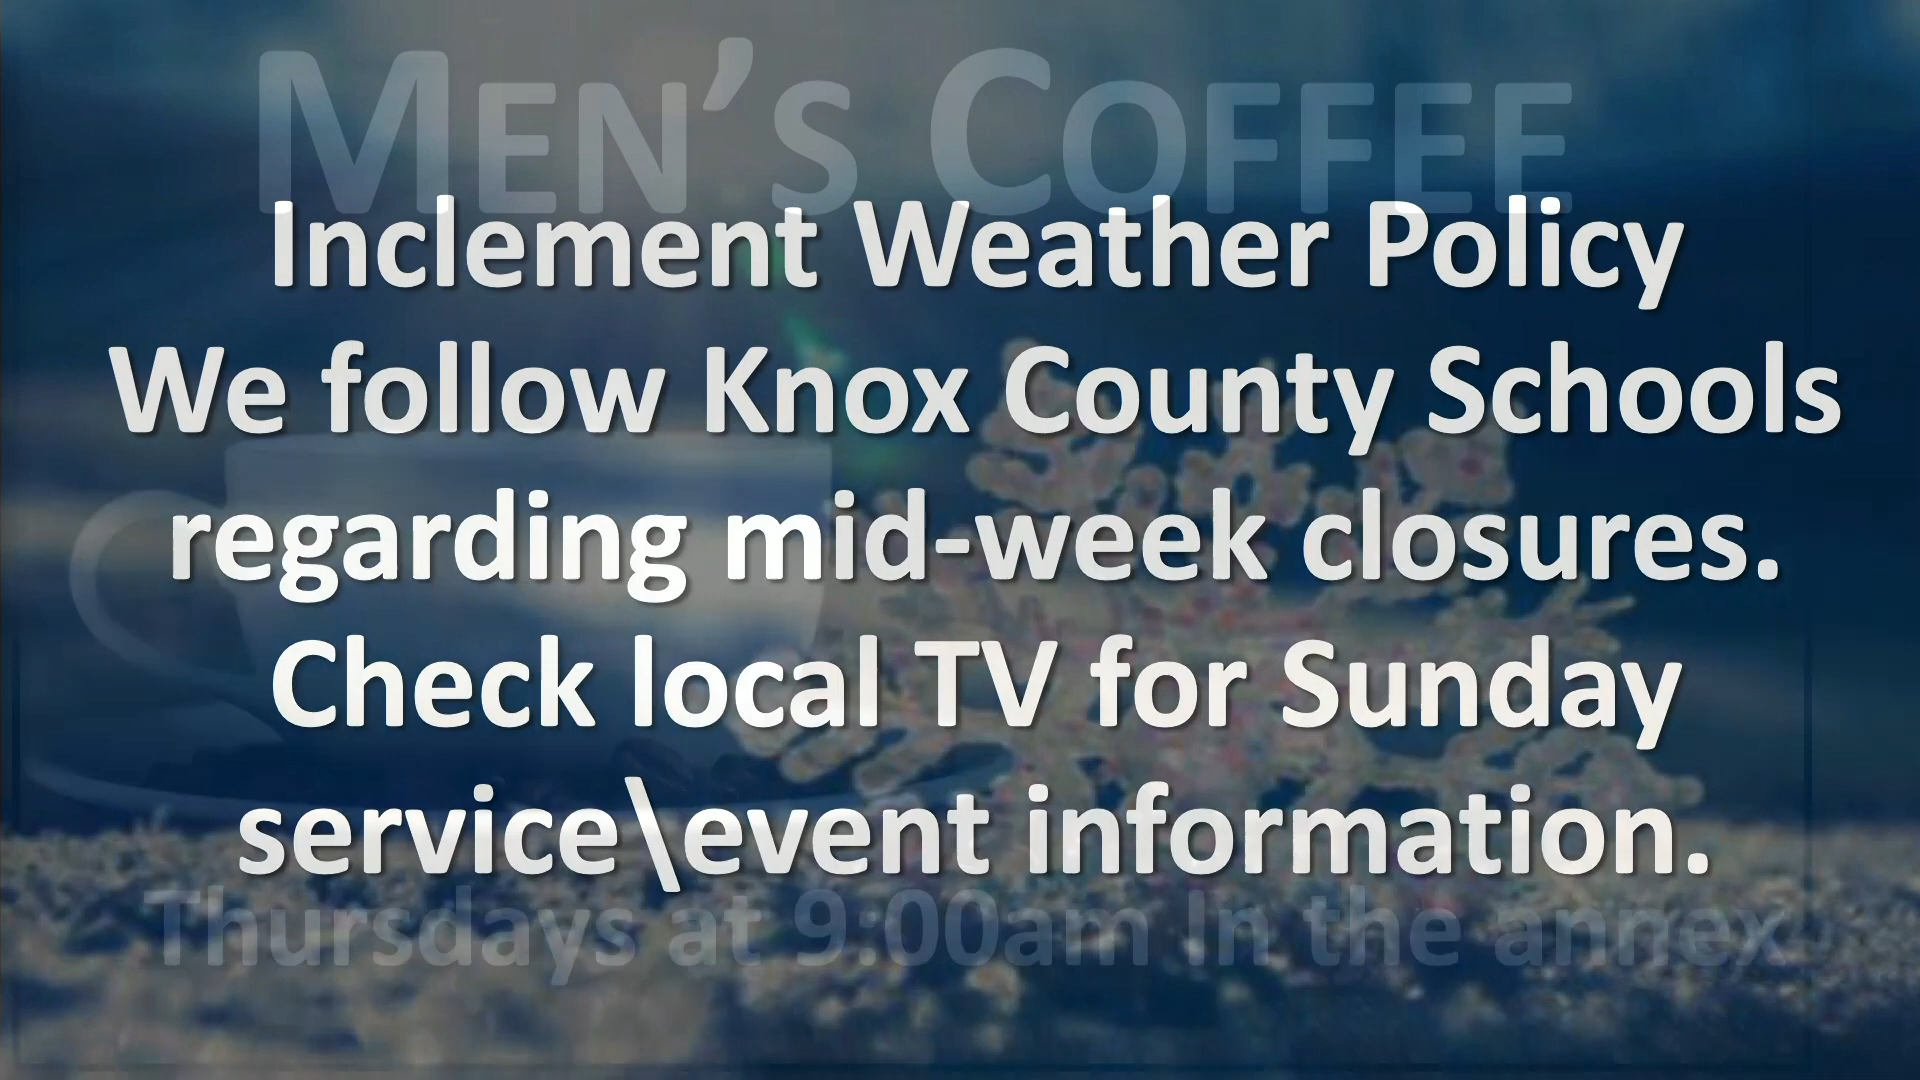 MEN'S COFFEE
Inclement Weather Policy
We follow Knox County Schools
regarding mid-week closures.
Check local TV for Sunday
service\event information.
Thursdays at 9:00am In the annex